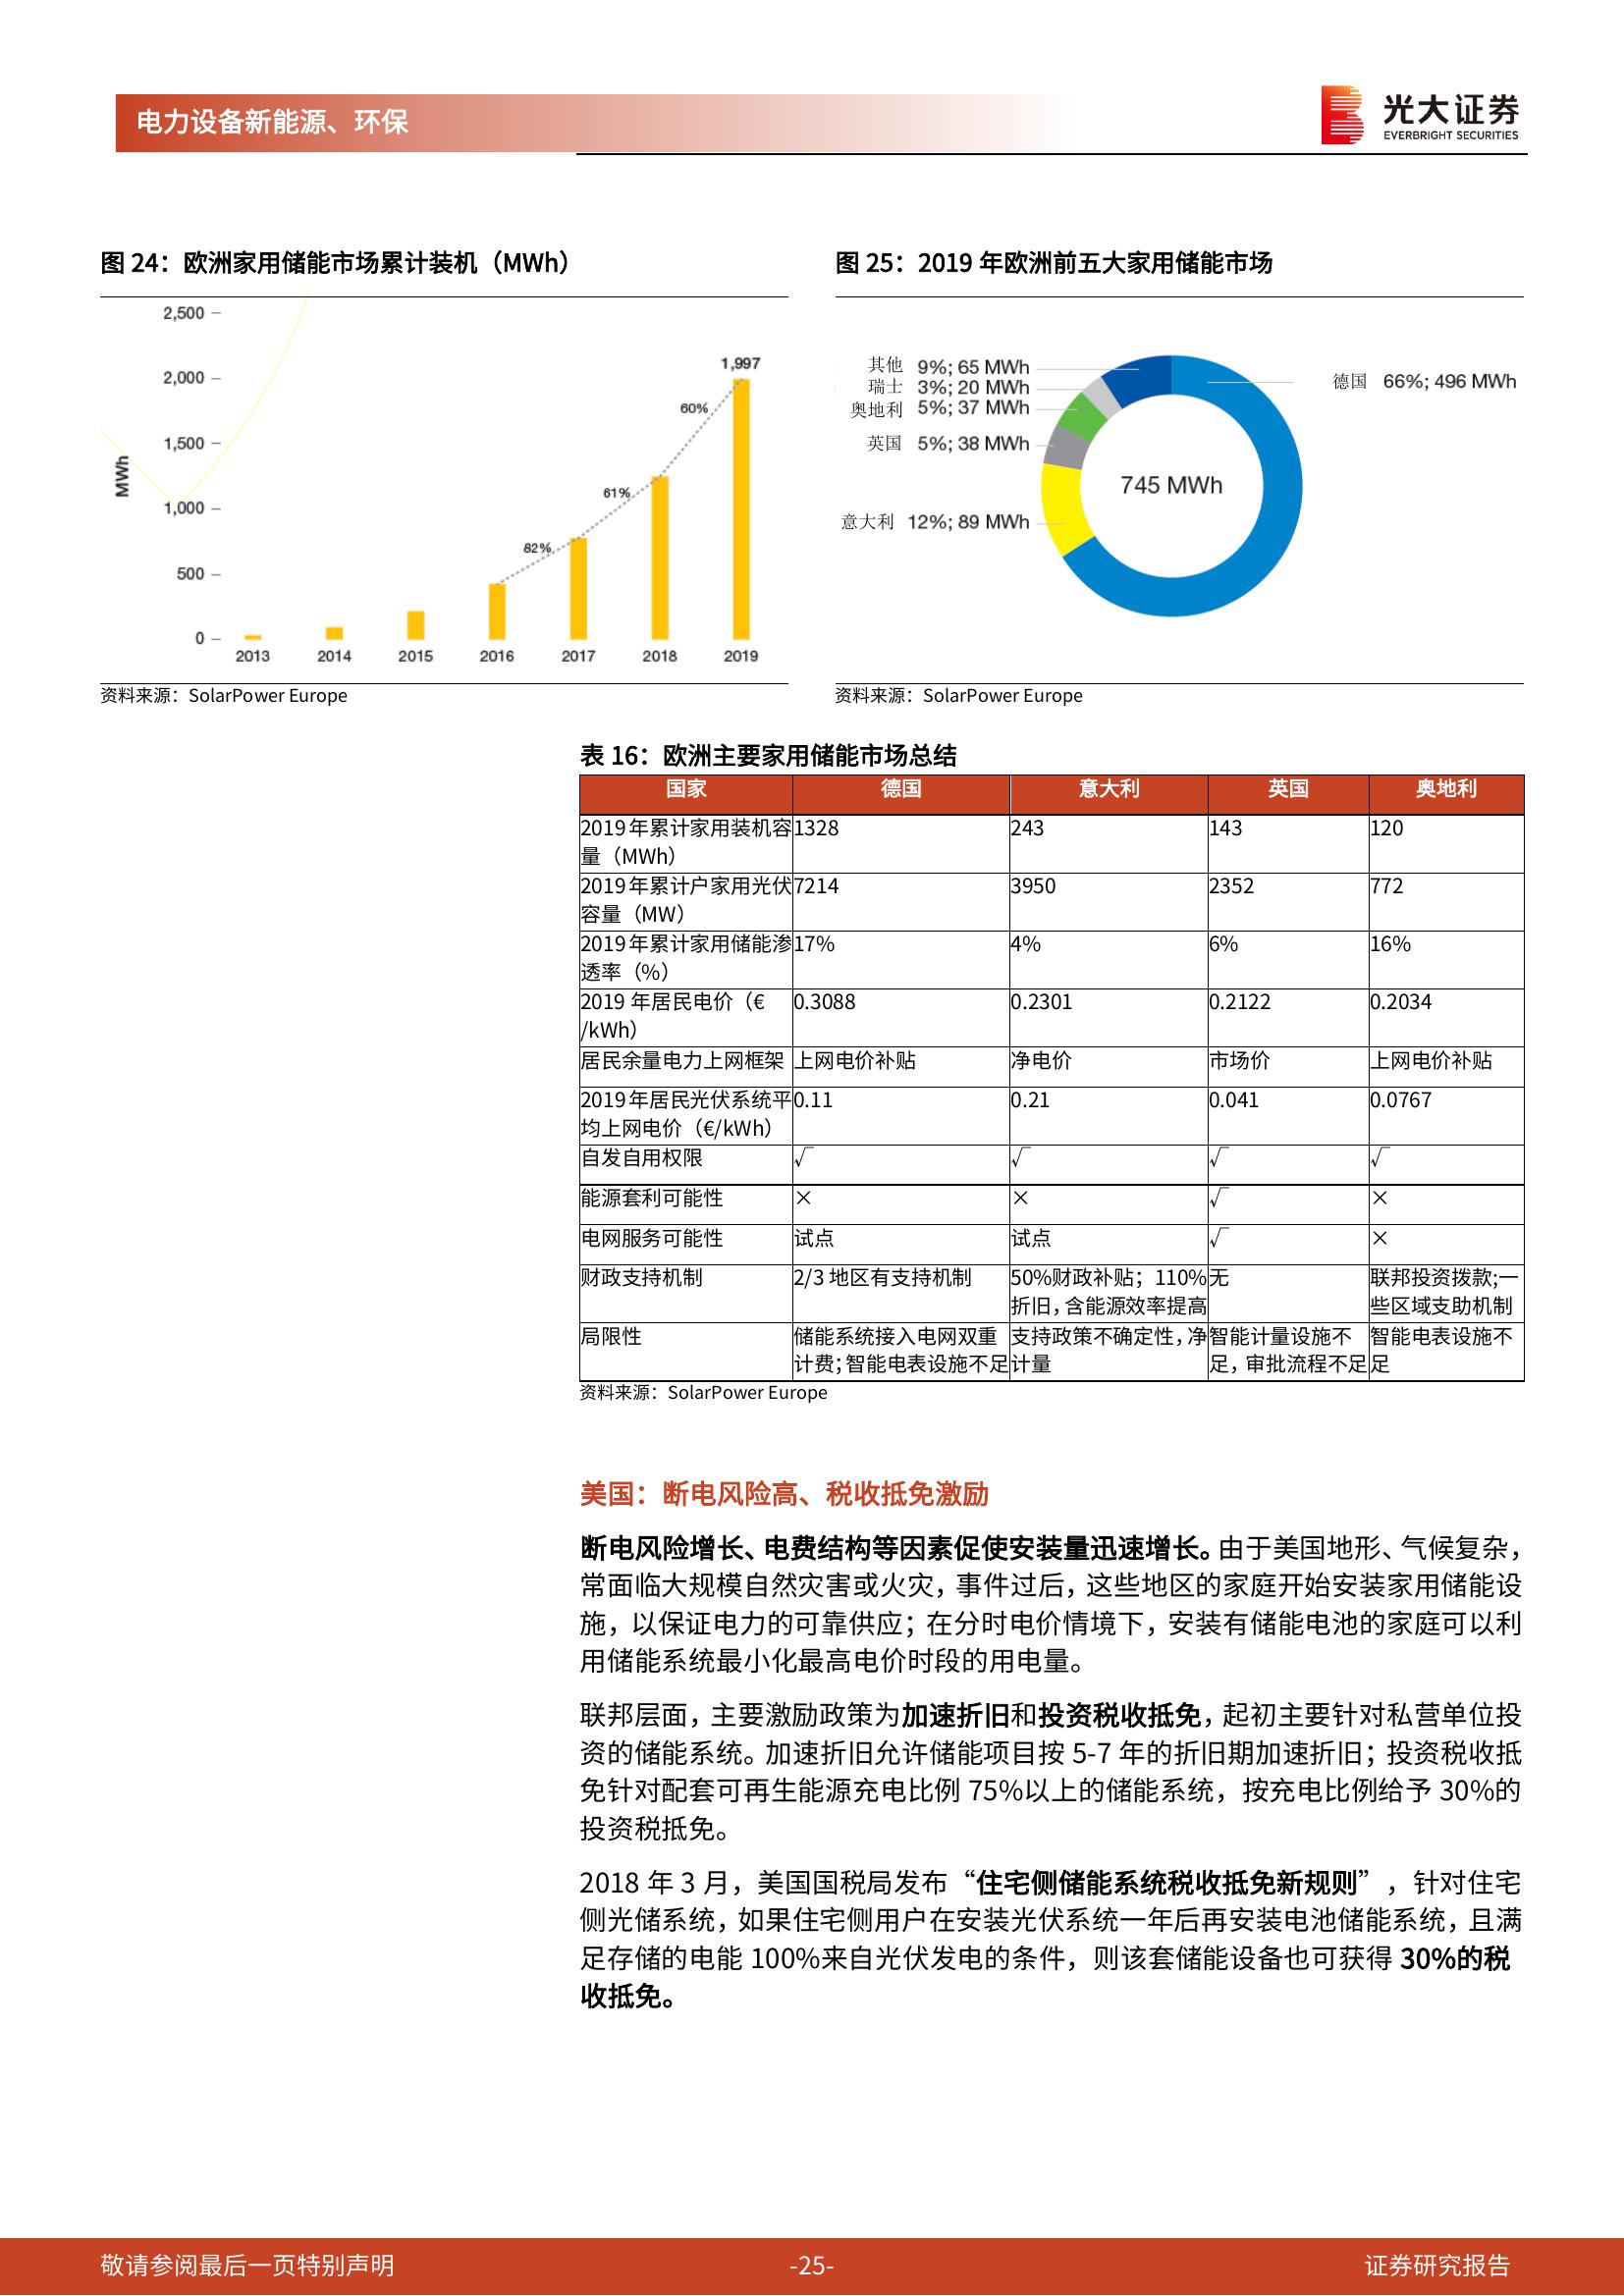 电力设备新能源、环保
光大证券
EVERBRIGHT SECURITIES
图 24：欧洲家用储能市场累计装机（MWh）
2,500
2,000
1,500
1,000
500
0
MWh
82%
61%
60%
1,997
2013 2014 2015 2016 2017 2018 2019
资料来源：SolarPower Europe
图 25：2019 年欧洲前五大家用储能市场
其他 9%; 65 MWh
瑞士 3%; 20 MWh
奥地利 5%; 37 MWh
英国 5%; 38 MWh
意大利 12%; 89 MWh
德国 66%; 496 MWh
745 MWh
资料来源：SolarPower Europe
表 16：欧洲主要家用储能市场总结
国家 德国 意大利 英国 奥地利
2019年累计家用装机容 1328 243 143 120
量（MWh）
2019年累计户家用光伏 7214 3950 2352 772
容量（MW）
2019年累计家用储能渗 17% 4% 6% 16%
透率（%）
2019 年居民电价（€ 0.3088 0.2301 0.2122 0.2034
/kWh）
居民余量电力上网框架 上网电价补贴 净电价 市场价 上网电价补贴
2019年居民光伏系统平 0.11 0.21 0.041 0.0767
均上网电价（€/kWh）
自发自用权限 √ √ √ √
能源套利可能性 × × √ ×
电网服务可能性 试点 试点 √ ×
财政支持机制 2/3 地区有支持机制 50%财政补贴；110% 无 联邦投资拨款;一
折旧，含能源效率提高 些区域支助机制
局限性 储能系统接入电网双重 支持政策不确定性，净 智能计量设施不 智能电表设施不
计费；智能电表设施不足 计量 足，审批流程不足 足
资料来源：SolarPower Europe
美国：断电风险高、税收抵免激励
断电风险增长、电费结构等因素促使安装量迅速增长。由于美国地形、气候复杂，
常面临大规模自然灾害或火灾，事件过后，这些地区的家庭开始安装家用储能设
施，以保证电力的可靠供应；在分时电价情境下，安装有储能电池的家庭可以利
用储能系统最小化最高电价时段的用电量。
联邦层面，主要激励政策为加速折旧和投资税收抵免，起初主要针对私营单位投
资的储能系统。加速折旧允许储能项目按 5-7 年的折旧期加速折旧；投资税收抵
免针对配套可再生能源充电比例 75%以上的储能系统，按充电比例给予 30%的
投资税抵免。
2018 年 3 月，美国国税局发布“住宅侧储能系统税收抵免新规则”，针对住宅
侧光储系统，如果住宅侧用户在安装光伏系统一年后再安装电池储能系统，且满
足存储的电能 100%来自光伏发电的条件，则该套储能设备也可获得 30%的税
收抵免。
敬请参阅最后一页特别声明 -25- 证券研究报告